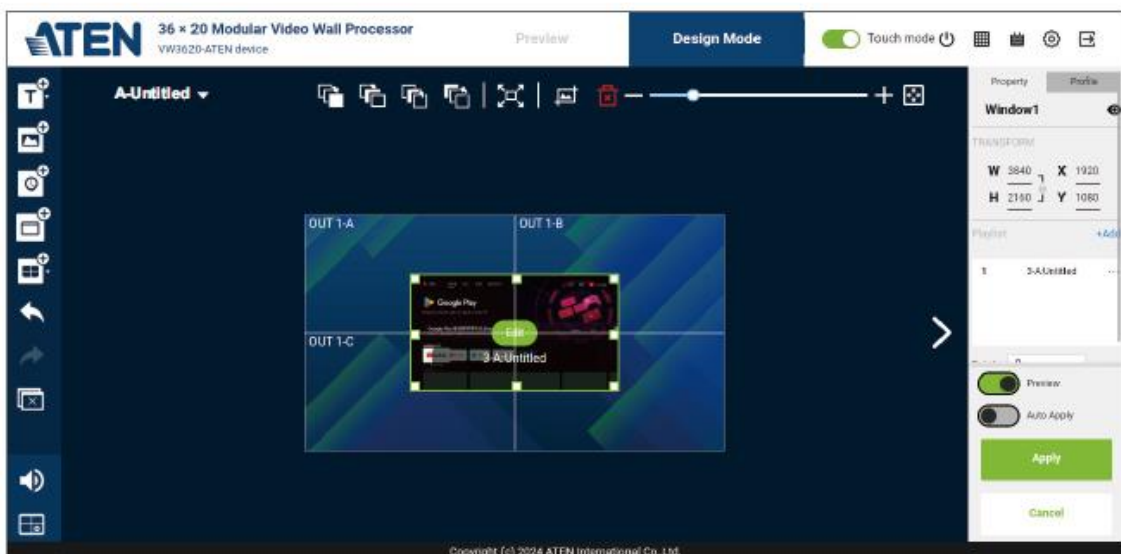 ATEN
36 × 20 Modular Video Wall Processor
VW3620-ATEN device
Preview
Design Mode
Touch mode
A-Untitled
Property
Profile
Window1
TRANSFORM
W 3840 X 1920
H 2160 Y 1080
Playlist +Add
1 3-A:Untitled ...
OUT 1-A
OUT 1-B
OUT 1-C
Google Play
Edit
3-A:Untitled
Preview
Auto Apply
Apply
Cancel
Copyright (c) 2024 ATEN International Co. Ltd.